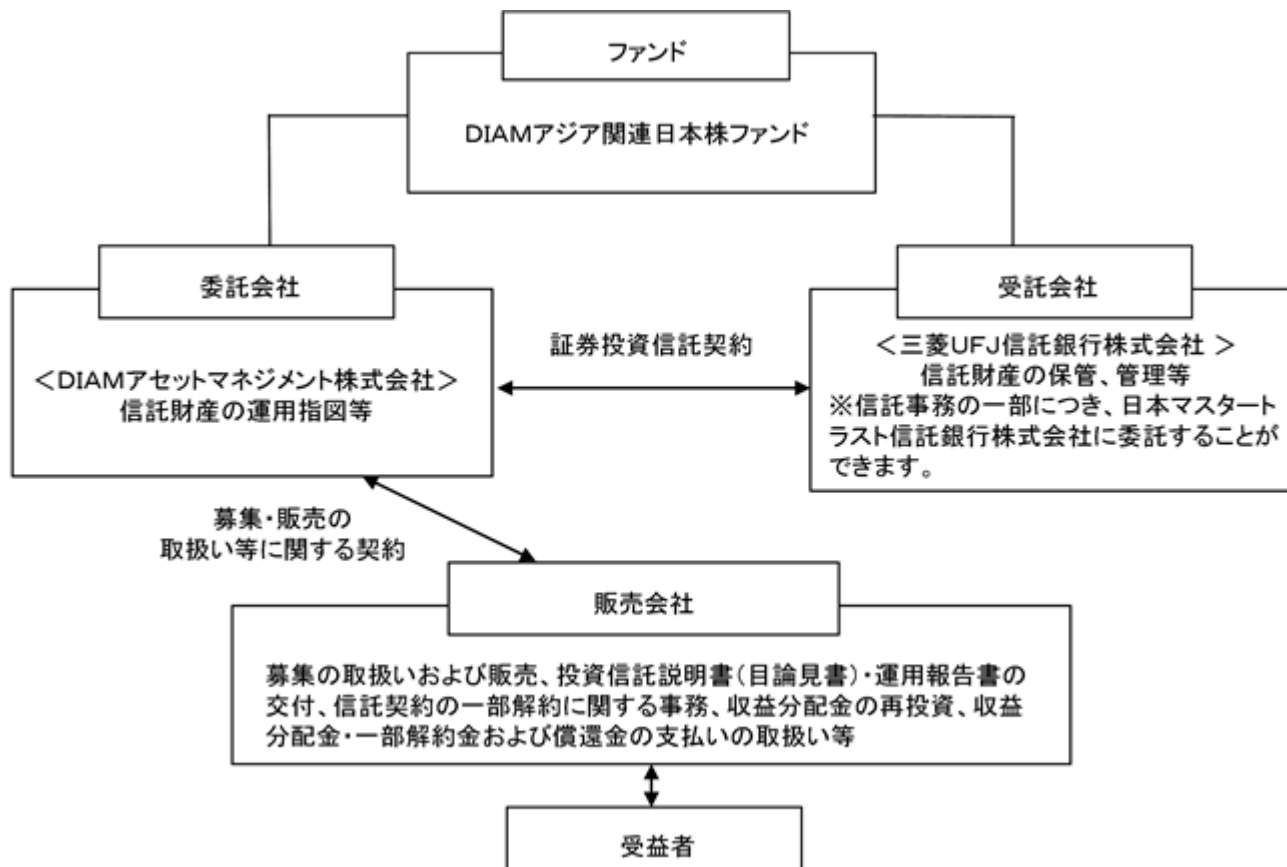 ファンド
DIAMアジア関連日本株ファンド
委託会社
<DIAMアセットマネジメント株式会社>
信託財産の運用指図等
証券投資信託契約
受託会社
<三菱UFJ信託銀行株式会社 >
信託財産の保管、管理等
※信託事務の一部につき、日本マスタート
ラスト信託銀行株式会社に委託することが
できます。
募集・販売の
取扱い等に関する契約
販売会社
募集の取扱いおよび販売、投資信託説明書(目論見書)・運用報告書の
交付、信託契約の一部解約に関する事務、収益分配金の再投資、収益
分配金・一部解約金および償還金の支払いの取扱い等
受益者